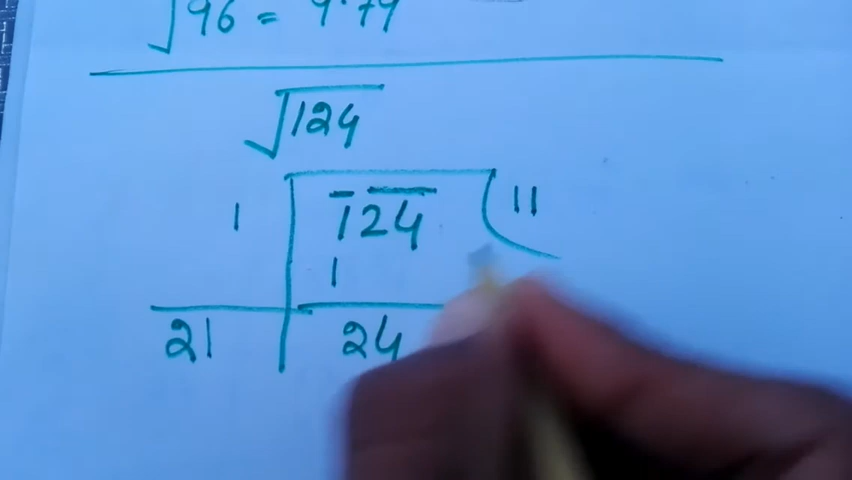 √96 = 9.79
√124
1 124 11
1
21 24